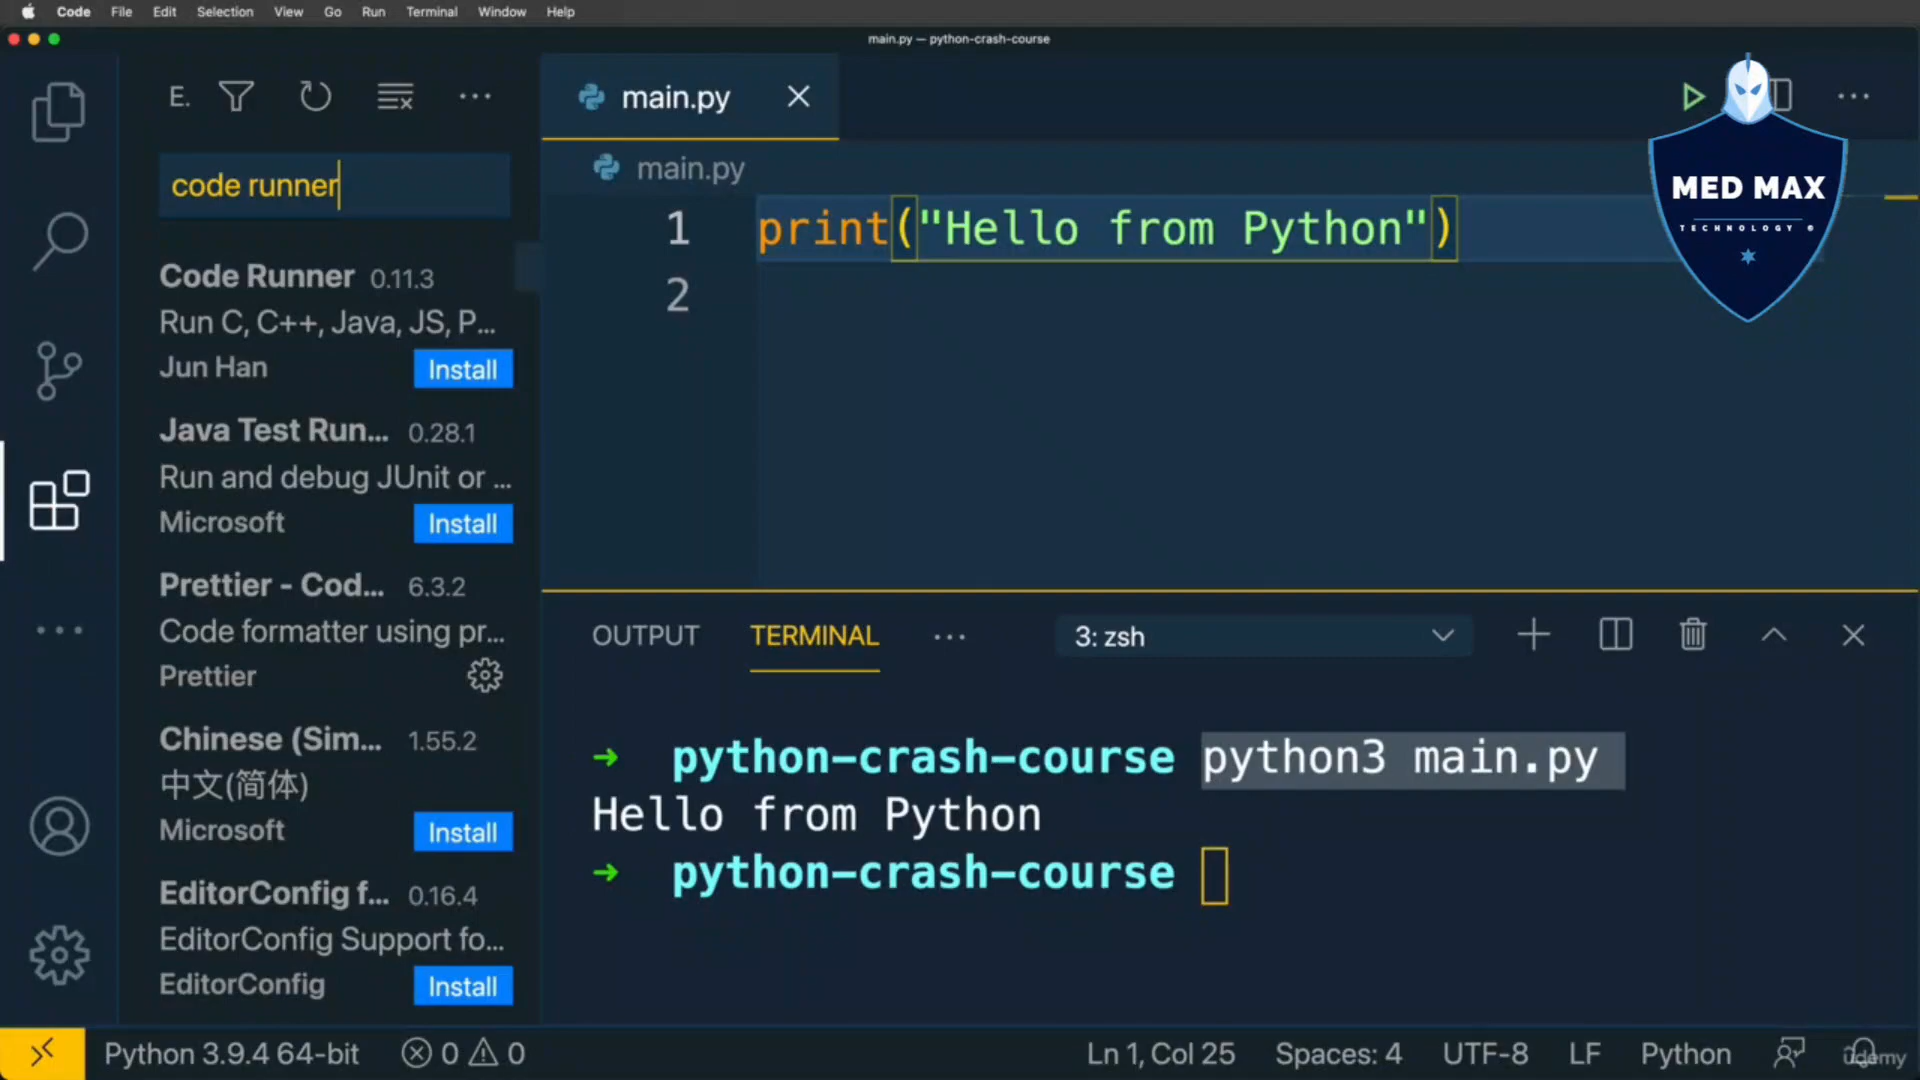 Code File Edit Selection View Go Run Terminal Window Help
main.py — python-crash-course
E.
code runner
Code Runner 0.11.3
Run C, C++, Java, JS, P...
Jun Han Install
Java Test Run... 0.28.1
Run and debug JUnit or ...
Microsoft Install
Prettier - Cod... 6.3.2
Code formatter using pr...
Prettier
Chinese (Sim... 1.55.2
中文(简体)
Microsoft Install
EditorConfig f... 0.16.4
EditorConfig Support fo...
EditorConfig Install
main.py
main.py
1 print("Hello from Python")
2
MED MAX
TECHNOLOGY ®
OUTPUT TERMINAL ... 3: zsh
→ python-crash-course python3 main.py
Hello from Python
→ python-crash-course
Python 3.9.4 64-bit 0 0 Ln 1, Col 25 Spaces: 4 UTF-8 LF Python
udemy